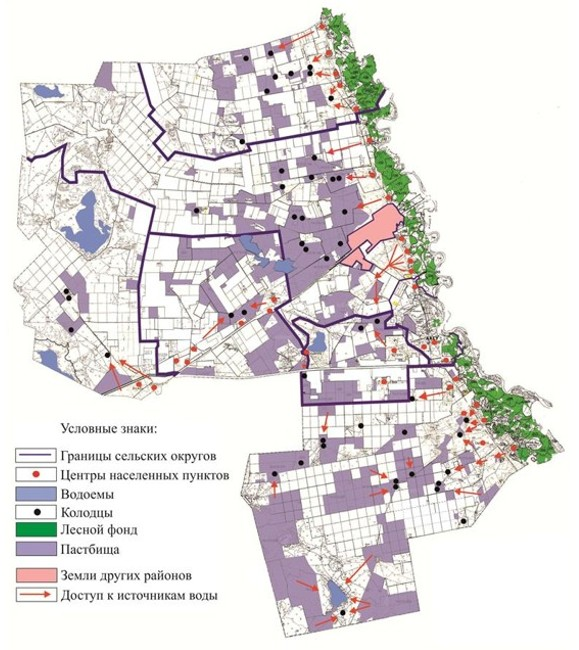 Условные знаки:
Границы сельских округов
Центры населенных пунктов
Водоемы
Колодцы
Лесной фонд
Пастбища
Земли других районов
Доступ к источникам воды